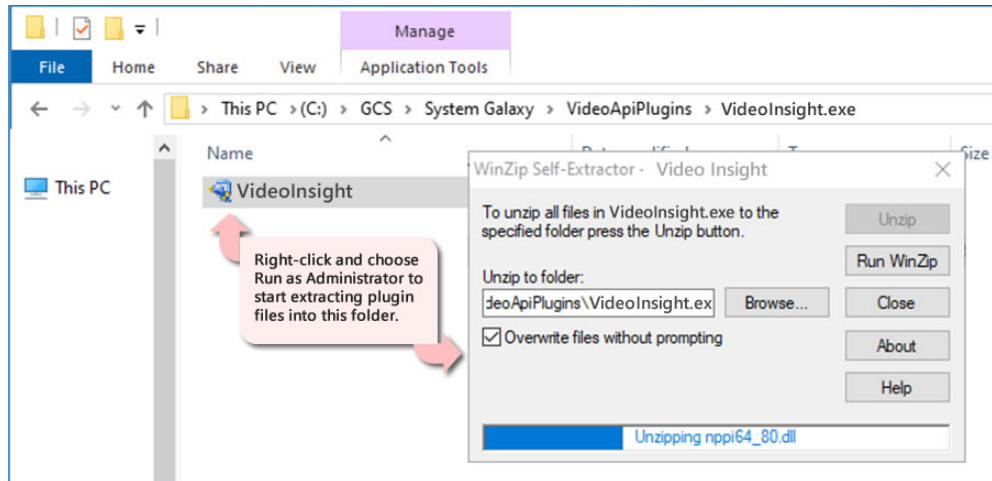 Manage
File Home Share View Application Tools
This PC > (C:) > GCS > System Galaxy > VideoApiPlugins > VideoInsight.exe
Name Size
This PC
VideoInsight
WinZip Self-Extractor - Video Insight
To unzip all files in VideoInsight.exe to the
specified folder press the Unzip button.
Unzip
Run WinZip
Unzip to folder:
deoApiPlugins\VideoInsight.ex Browse... Close
Overwrite files without prompting
About
Help
Unzipping nppi64_80.dll
Right-click and choose
Run as Administrator to
start extracting plugin
files into this folder.